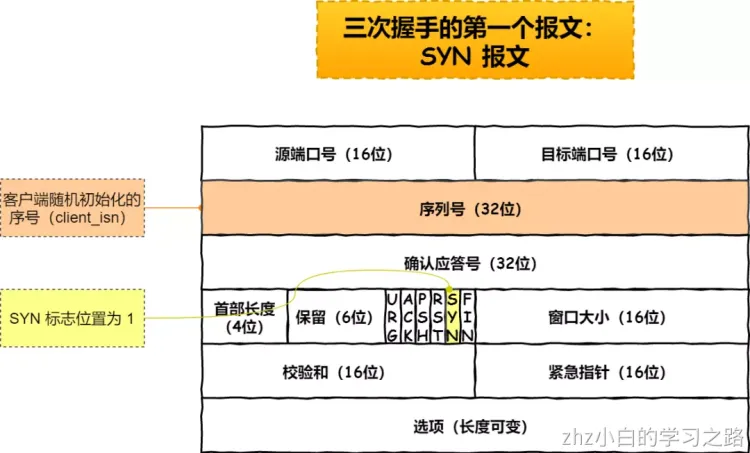 三次握手的第一个报文:
SYN 报文
源端口号（16位）
目标端口号（16位）
客户端随机初始化的
序号（client_isn）
序列号（32位）
确认应答号（32位）
SYN 标志位置为 1
首部长度
（4位）
保留（6位）
URG
ACK
PSH
RST
SYN
FIN
窗口大小（16位）
校验和（16位）
紧急指针（16位）
选项（长度可变）
zhz小白的学习之路